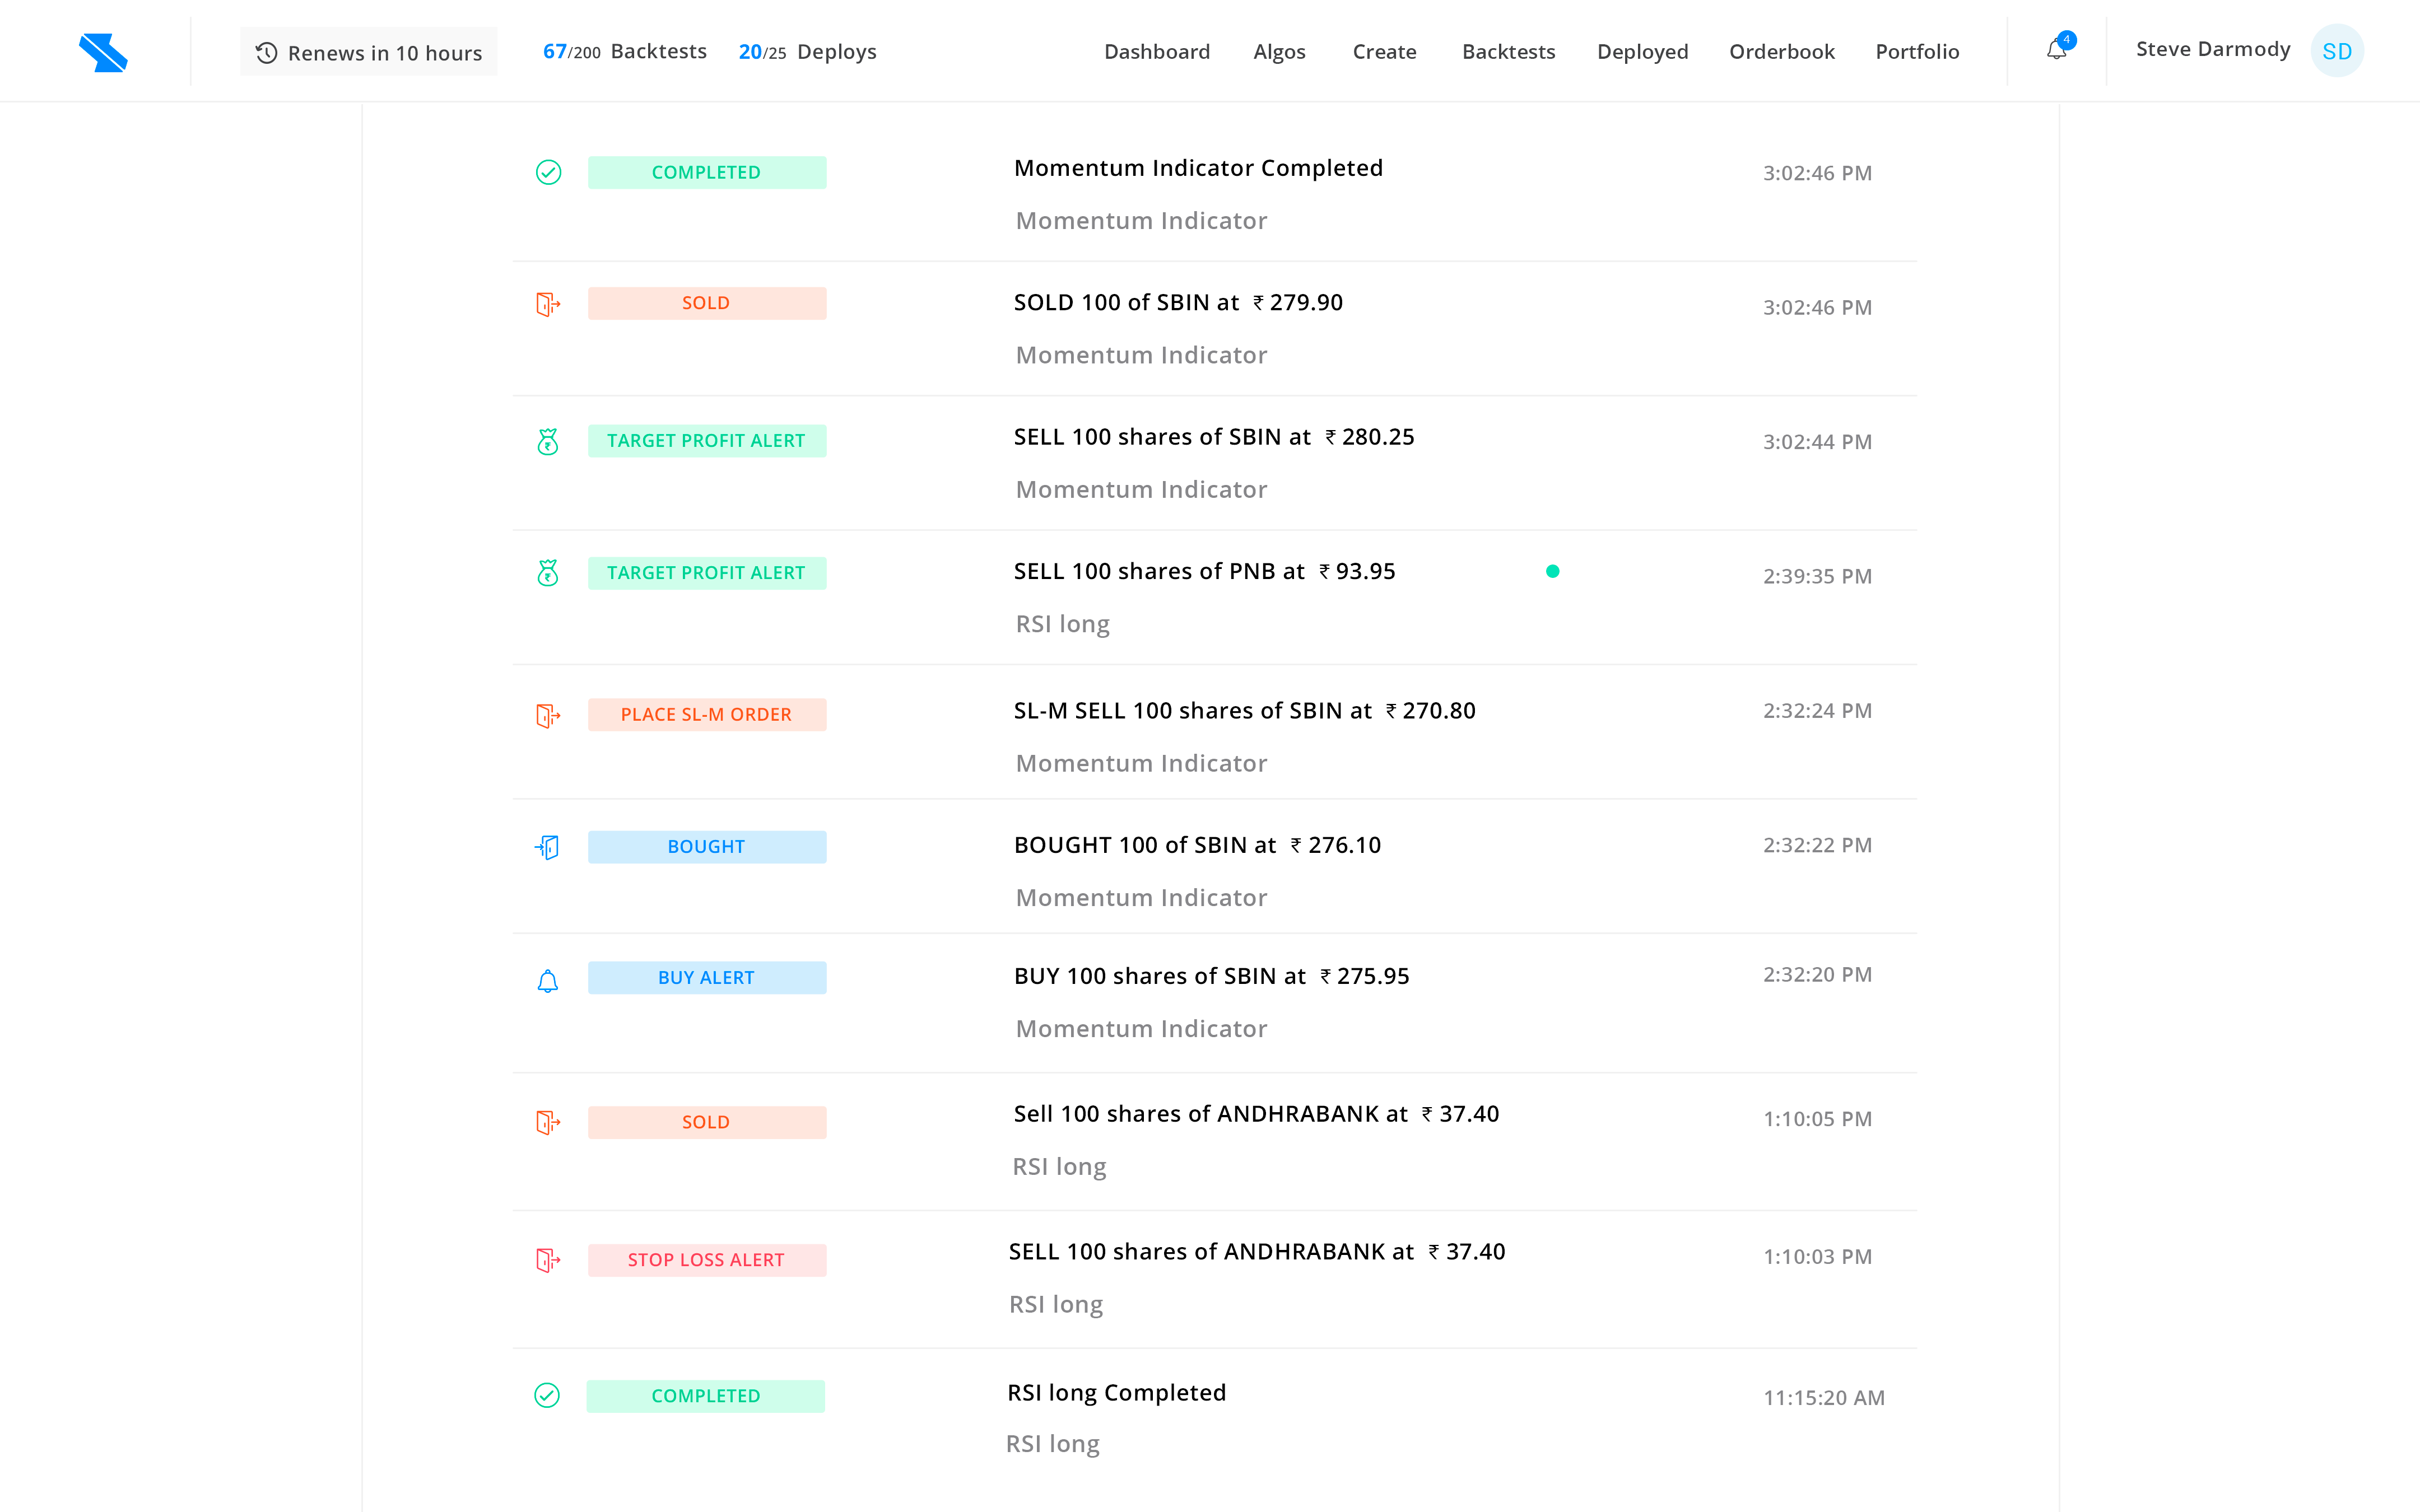 Renews in 10 hours 67/200 Backtests 20/25 Deploys Dashboard Algos Create Backtests Deployed Orderbook Portfolio 4 Steve Darmody SD
COMPLETED Momentum Indicator Completed 3:02:46 PM
Momentum Indicator
SOLD SOLD 100 of SBIN at ₹ 279.90 3:02:46 PM
Momentum Indicator
TARGET PROFIT ALERT SELL 100 shares of SBIN at ₹ 280.25 3:02:44 PM
Momentum Indicator
TARGET PROFIT ALERT SELL 100 shares of PNB at ₹ 93.95 2:39:35 PM
RSI long
PLACE SL-M ORDER SL-M SELL 100 shares of SBIN at ₹ 270.80 2:32:24 PM
Momentum Indicator
BOUGHT BOUGHT 100 of SBIN at ₹ 276.10 2:32:22 PM
Momentum Indicator
BUY ALERT BUY 100 shares of SBIN at ₹ 275.95 2:32:20 PM
Momentum Indicator
SOLD Sell 100 shares of ANDHRABANK at ₹ 37.40 1:10:05 PM
RSI long
STOP LOSS ALERT SELL 100 shares of ANDHRABANK at ₹ 37.40 1:10:03 PM
RSI long
COMPLETED RSI long Completed 11:15:20 AM
RSI long